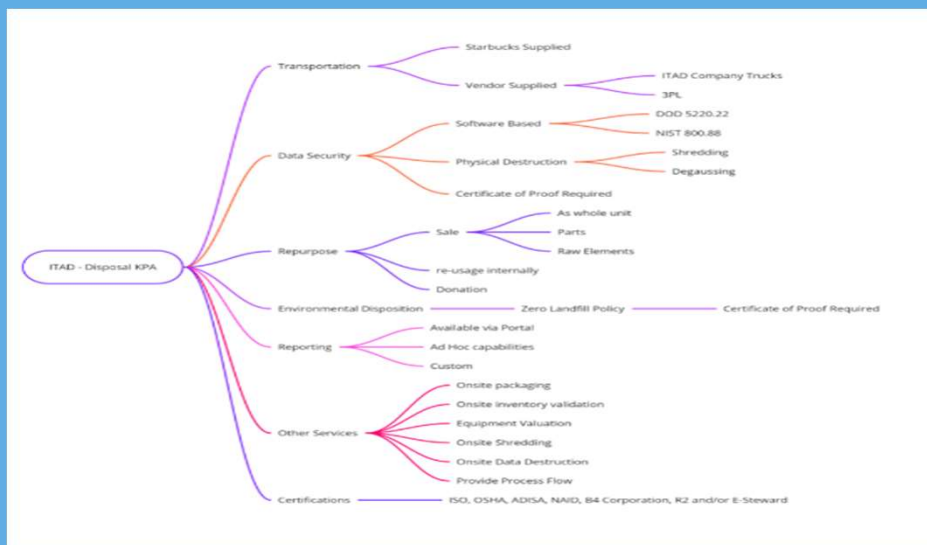 Starbucks Supplied
Transportation
Vendor Supplied
ITAD Company Trucks
3PL
Software Based
DOD 5220.22
NIST 800.88
Data Security
Physical Destruction
Shredding
Degaussing
Certificate of Proof Required
Repurpose
Sale
As whole unit
Parts
Raw Elements
re-usage internally
Donation
ITAD - Disposal KPA
Environmental Disposition
Zero Landfill Policy
Certificate of Proof Required
Reporting
Available via Portal
Ad Hoc capabilities
Custom
Other Services
Onsite packaging
Onsite inventory validation
Equipment Valuation
Onsite Shredding
Onsite Data Destruction
Provide Process Flow
Certifications
ISO, OSHA, ADISA, NAID, B4 Corporation, R2 and/or E-Steward